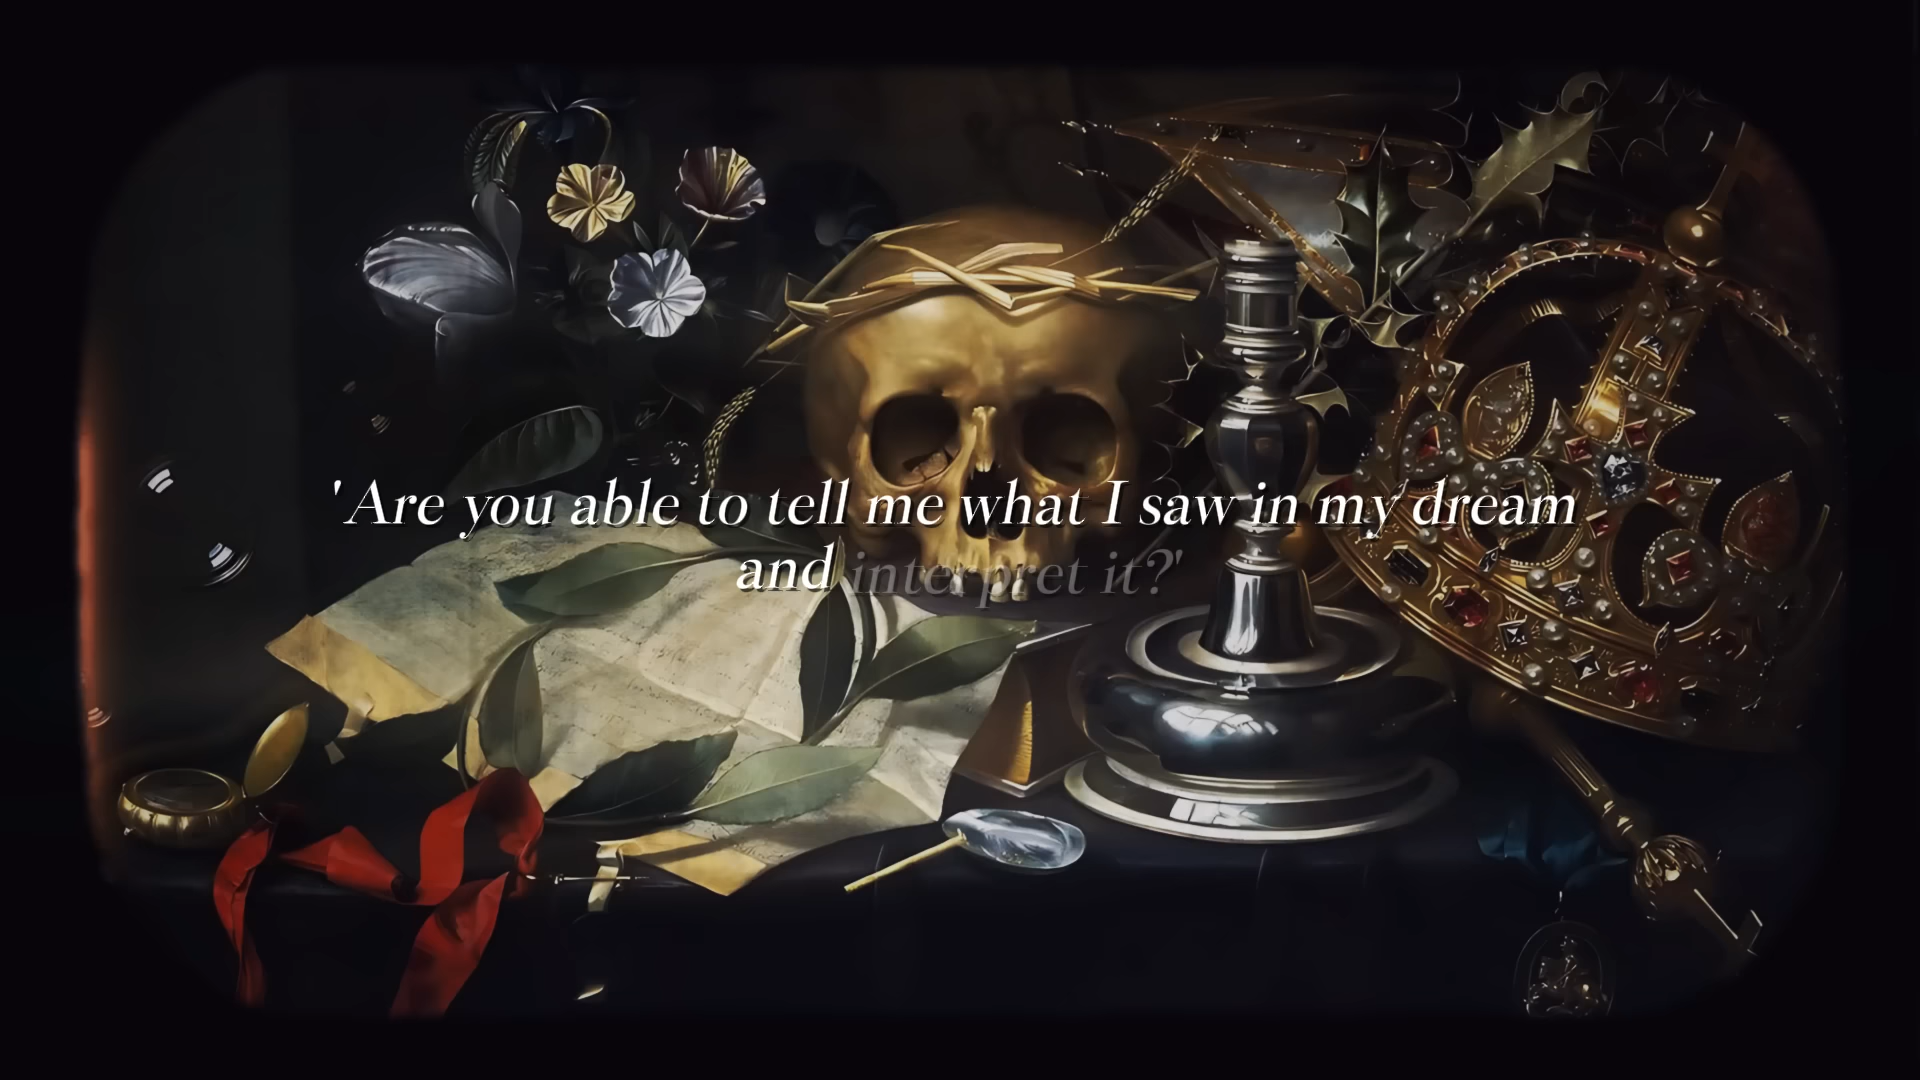 'Are you able to tell me what I saw in my dream
and interpret it?'